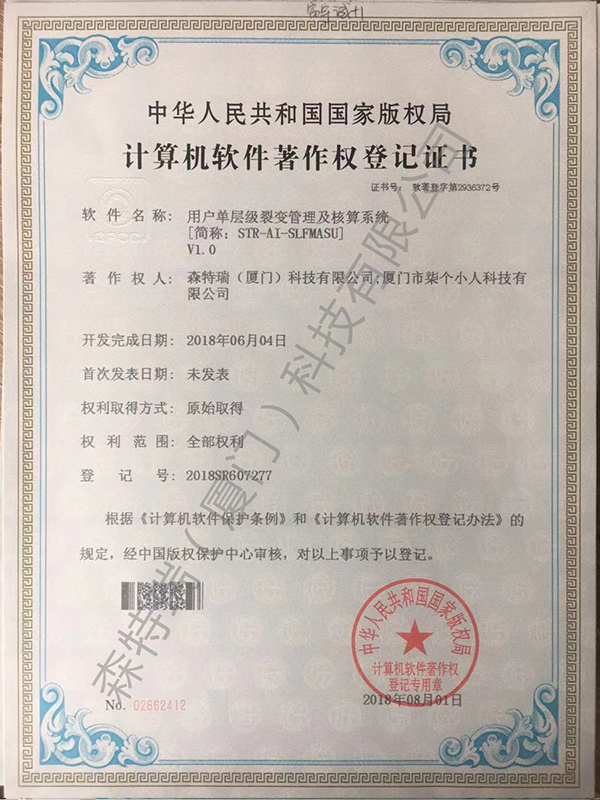 中华人民共和国国家版权局
计算机软件著作权登记证书
证书号: 软著登字第2936372号
软件名称: 用户单层级裂变管理及核算系统
[简称: STR-AI-SLFMASU]
V1.0
著作权人: 森特瑞(厦门)科技有限公司;厦门市柒个小人科技有
限公司
开发完成日期: 2018年06月04日
首次发表日期: 未发表
权利取得方式: 原始取得
权利范围: 全部权利
登记号: 2018SR607277
根据《计算机软件保护条例》和《计算机软件著作权登记办法》的
规定,经中国版权保护中心审核,对以上事项予以登记。
中华人民共和国国家版权局
计算机软件著作权
登记专用章
No. 02862412
2018年08月01日
森特瑞(厦门)科技有限公司
CPCC